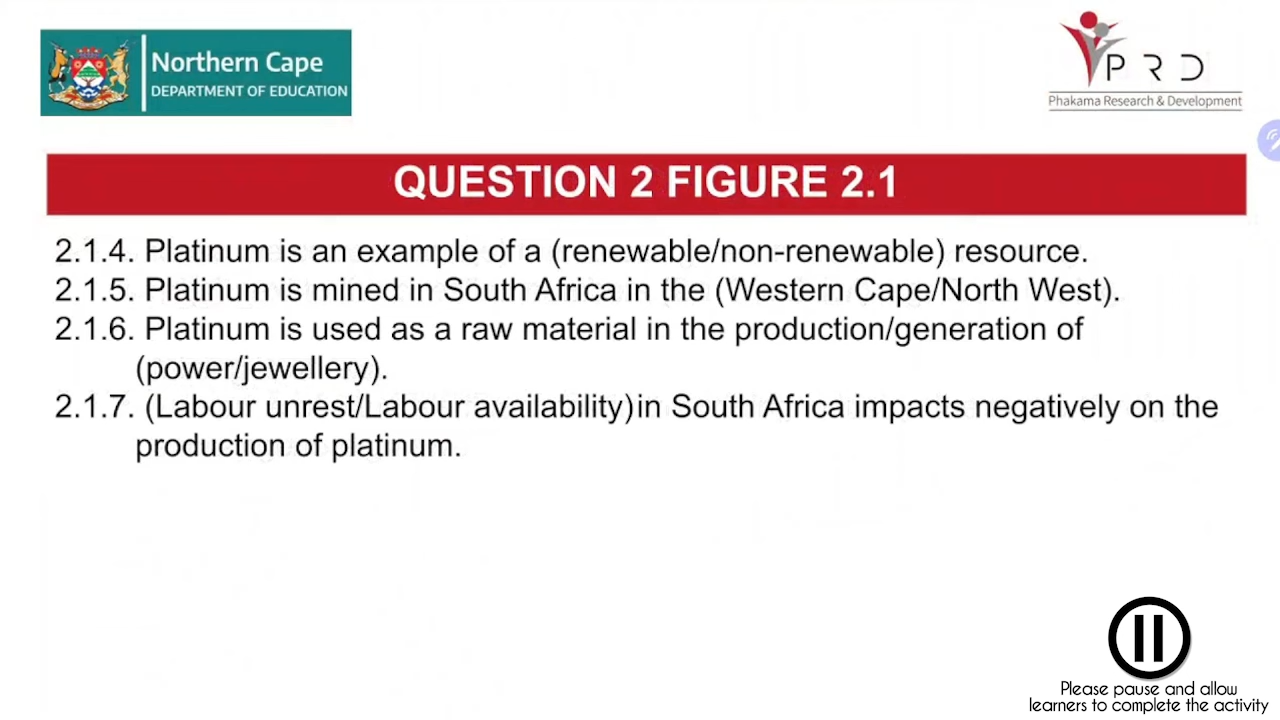 Northern Cape
DEPARTMENT OF EDUCATION
P R D
Phakama Research & Development
QUESTION 2 FIGURE 2.1
2.1.4. Platinum is an example of a (renewable/non-renewable) resource.
2.1.5. Platinum is mined in South Africa in the (Western Cape/North West).
2.1.6. Platinum is used as a raw material in the production/generation of
(power/jewellery).
2.1.7. (Labour unrest/Labour availability)in South Africa impacts negatively on the
production of platinum.
Please pause and allow
learners to complete the activity